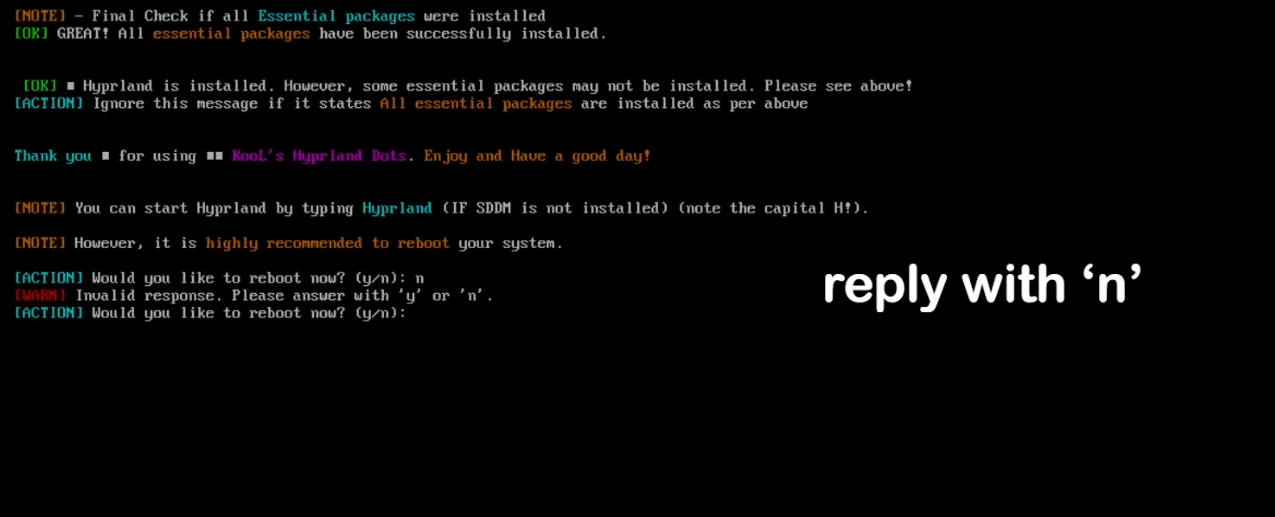 [NOTE] - Final Check if all Essential packages were installed
[OK] GREAT! All essential packages have been successfully installed.
[OK] ■ Hyprland is installed. However, some essential packages may not be installed. Please see above!
[ACTION] Ignore this message if it states All essential packages are installed as per above
Thank you ■ for using ■■ KooL's Hyprland Dots. Enjoy and Have a good day!
[NOTE] You can start Hyprland by typing Hyprland (IF SDDM is not installed) (note the capital H!).
[NOTE] However, it is highly recommended to reboot your system.
[ACTION] Would you like to reboot now? (y/n): n
[WARN] Invalid response. Please answer with 'y' or 'n'.
[ACTION] Would you like to reboot now? (y/n):
reply with ‘n’